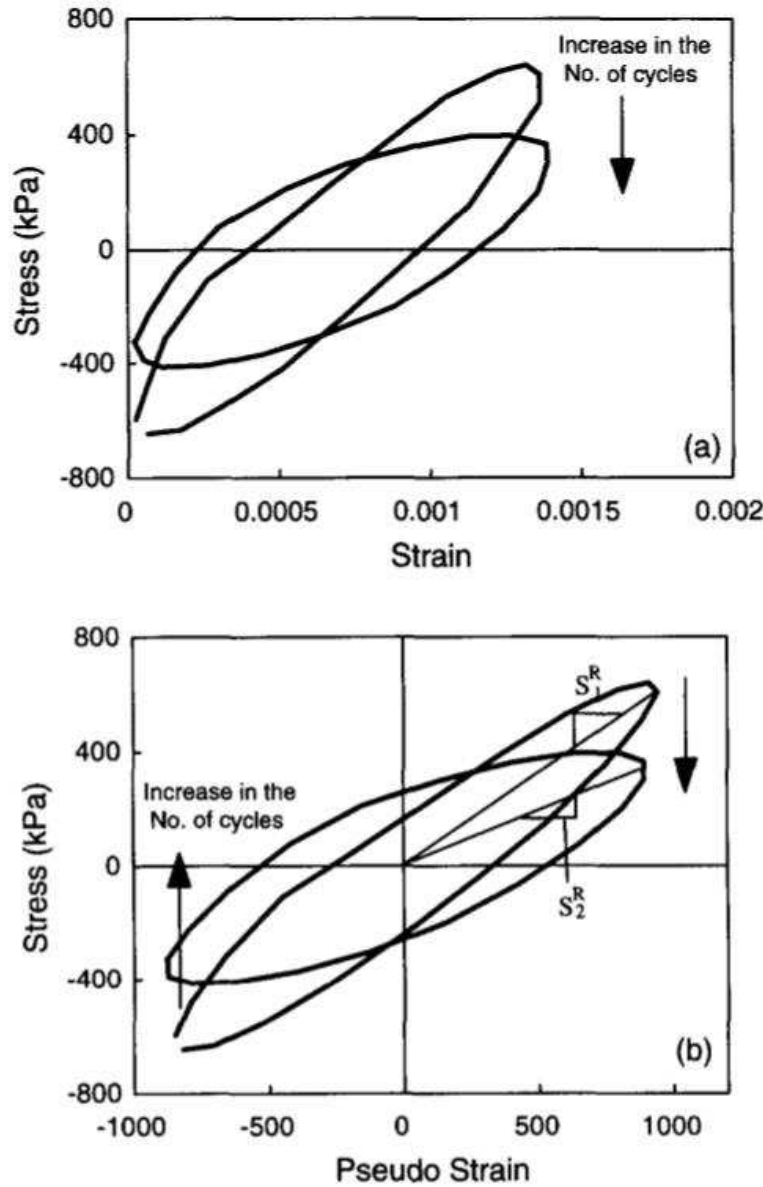 800
400
0
-400
-800
Stress (kPa)
Increase in the
No. of cycles
(a)
0
0.0005
0.001
0.0015
0.002
Strain
800
400
0
-400
-800
Stress (kPa)
S₁ᴿ
Increase in the
No. of cycles
S₂ᴿ
(b)
-1000
-500
0
500
1000
Pseudo Strain